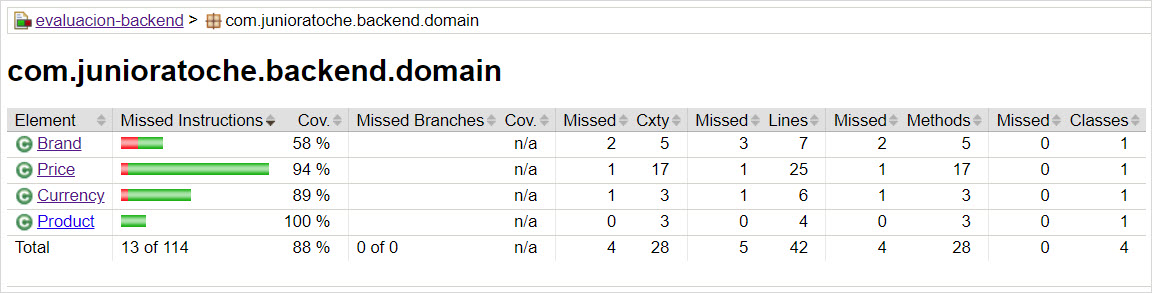 evaluacion-backend > com.junioratoche.backend.domain
com.junioratoche.backend.domain
Element Missed Instructions Cov. Missed Branches Cov. Missed Cxty Missed Lines Missed Methods Missed Classes
C Brand 58 % n/a 2 5 3 7 2 5 0 1
C Price 94 % n/a 1 17 1 25 1 17 0 1
C Currency 89 % n/a 1 3 1 6 1 3 0 1
C Product 100 % n/a 0 3 0 4 0 3 0 1
Total 13 of 114 88 % 0 of 0 n/a 4 28 5 42 4 28 0 4